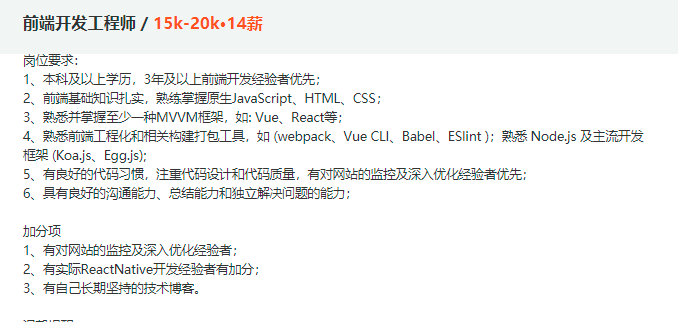 前端开发工程师 / 15k-20k•14薪
岗位要求：
1、本科及以上学历，3年及以上前端开发经验者优先；
2、前端基础知识扎实，熟练掌握原生JavaScript、HTML、CSS；
3、熟悉并掌握至少一种MVVM框架，如: Vue、React等；
4、熟悉前端工程化和相关构建打包工具，如 (webpack、Vue CLI、Babel、ESlint )；熟悉 Node.js 及主流开发
框架 (Koa.js、Egg.js);
5、有良好的代码习惯，注重代码设计和代码质量，有对网站的监控及深入优化经验者优先；
6、具有良好的沟通能力、总结能力和独立解决问题的能力；
加分项
1、有对网站的监控及深入优化经验者；
2、有实际ReactNative开发经验者有加分；
3、有自己长期坚持的技术博客。